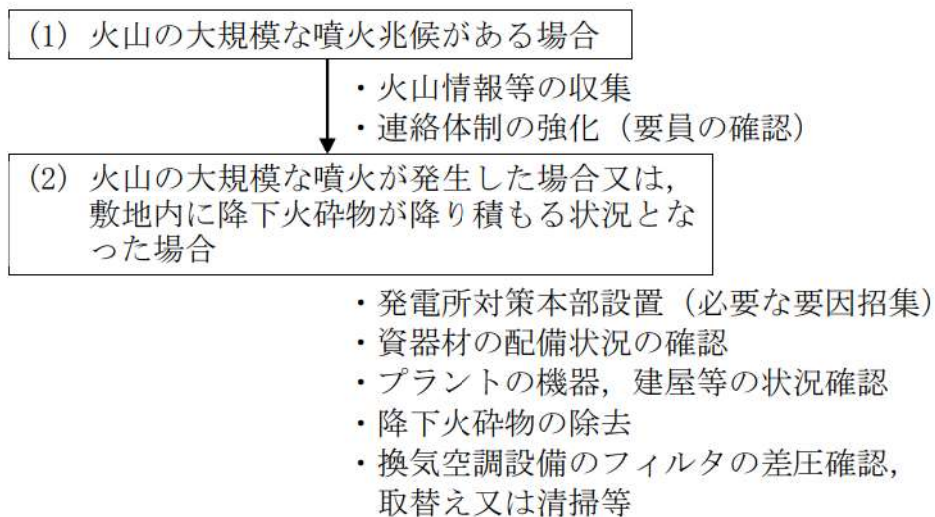 (1) 火山の大規模な噴火兆候がある場合
・火山情報等の収集
・連絡体制の強化（要員の確認）
(2) 火山の大規模な噴火が発生した場合又は，
敷地内に降下火砕物が降り積もる状況とな
った場合
・発電所対策本部設置（必要な要因招集）
・資器材の配備状況の確認
・プラントの機器，建屋等の状況確認
・降下火砕物の除去
・換気空調設備のフィルタの差圧確認，
取替え又は清掃等